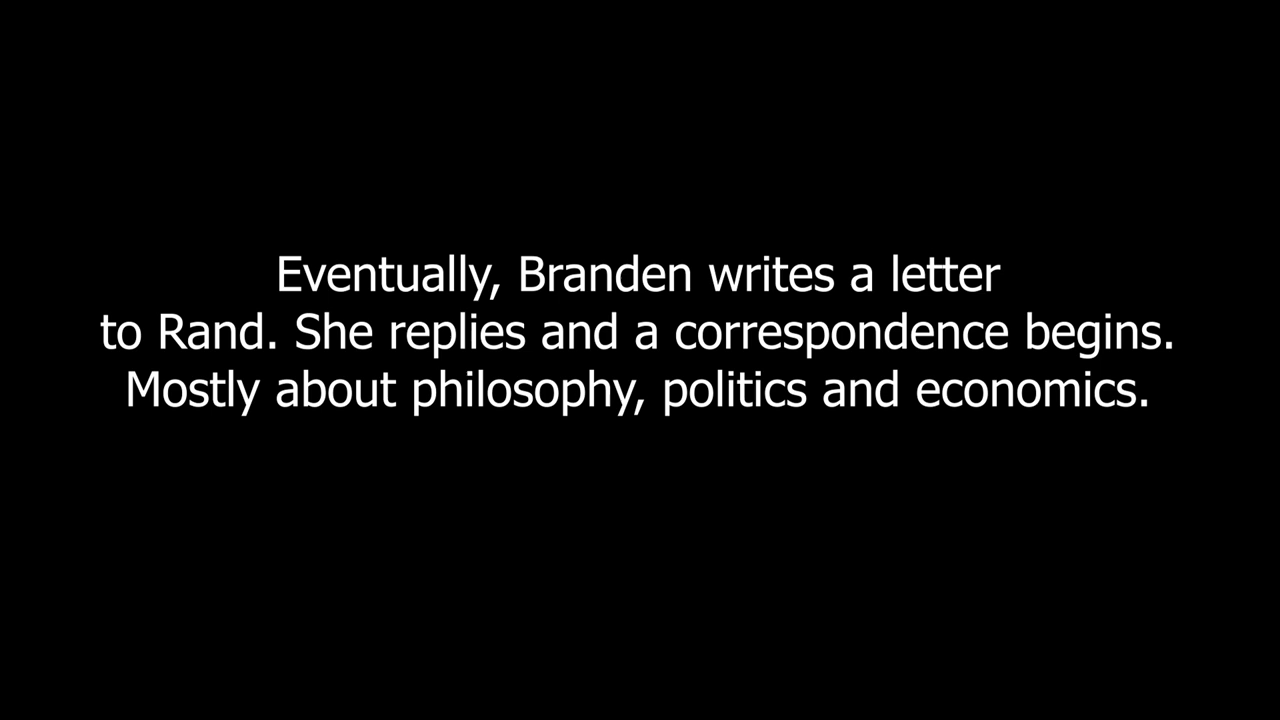 Eventually, Branden writes a letter
to Rand. She replies and a correspondence begins.
Mostly about philosophy, politics and economics.